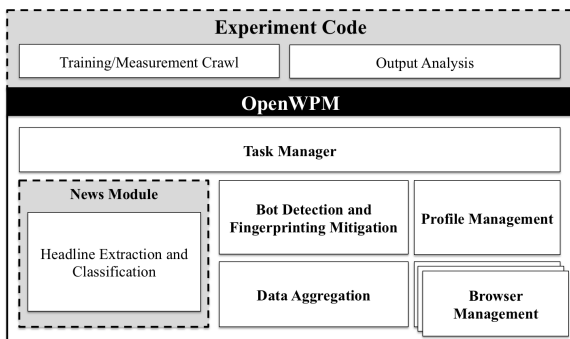 Experiment Code
Training/Measurement Crawl
Output Analysis
OpenWPM
Task Manager
News Module
Headline Extraction and
Classification
Bot Detection and
Fingerprinting Mitigation
Profile Management
Data Aggregation
Browser
Management